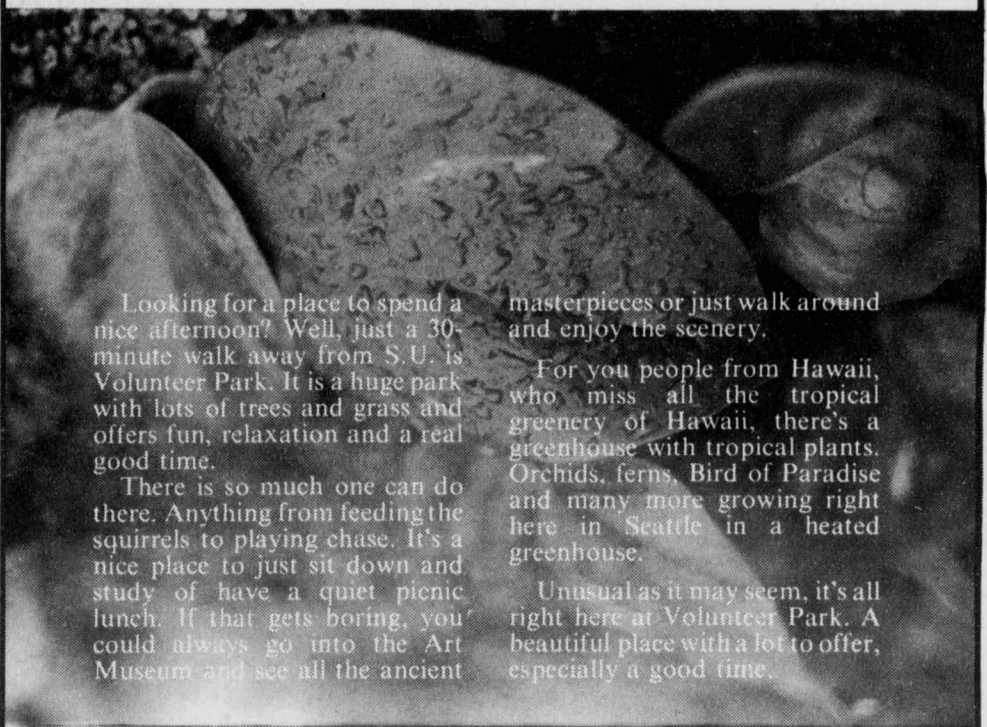 Looking for a place to spend a
nice afternoon? Well, just a 30-
minute walk away from S.U. is
Volunteer Park. It is a huge park
with lots of trees and grass and
offers fun, relaxation and a real
good time.
There is so much one can do
there. Anything from feeding the
squirrels to playing chase. It's a
nice place to just sit down and
study of have a quiet picnic
lunch. If that gets boring, you
could always go into the Art
Museum and see all the ancient
masterpieces or just walk around
and enjoy the scenery.
For you people from Hawaii,
who miss all the tropical
greenery of Hawaii, there's a
greenhouse with tropical plants.
Orchids, ferns, Bird of Paradise
and many more growing right
here in Seattle in a heated
greenhouse.
Unusual as it may seem, it's all
right here at Volunteer Park. A
beautiful place with a lot to offer,
especially a good time.